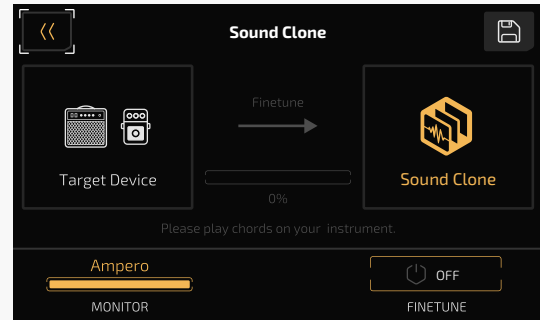 Sound Clone
Finetune
Target Device
Sound Clone
0%
Please play chords on your instrument.
Ampero
OFF
MONITOR
FINETUNE